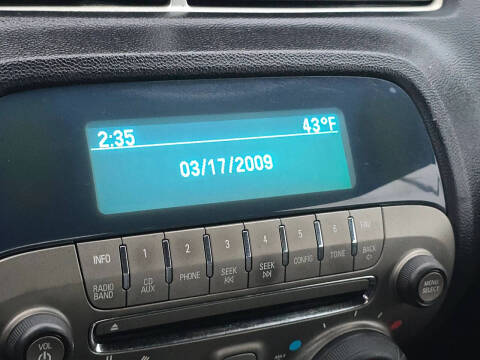 2:35 43°F
03/17/2009
INFO 1 2 3 4 5 6 FAV
RADIO BAND CD AUX PHONE SEEK SEEK CONFIG TONE BACK
MENU SELECT
VOL